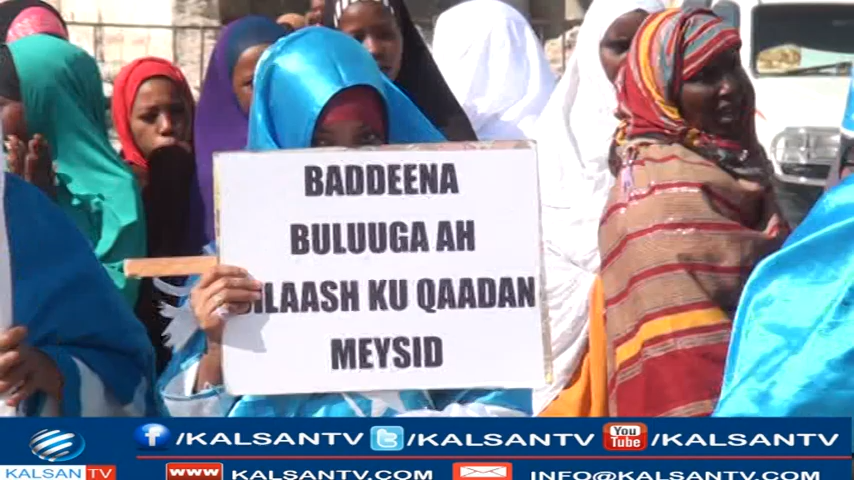 BADDEENA
BULUUGA AH
KU QAADAN
MEYSID
/KALSANTV /KALSANTV You Tube /KALSANTV
KALSAN TV www KALSANTV.COM INFO@KALSANTV.COM